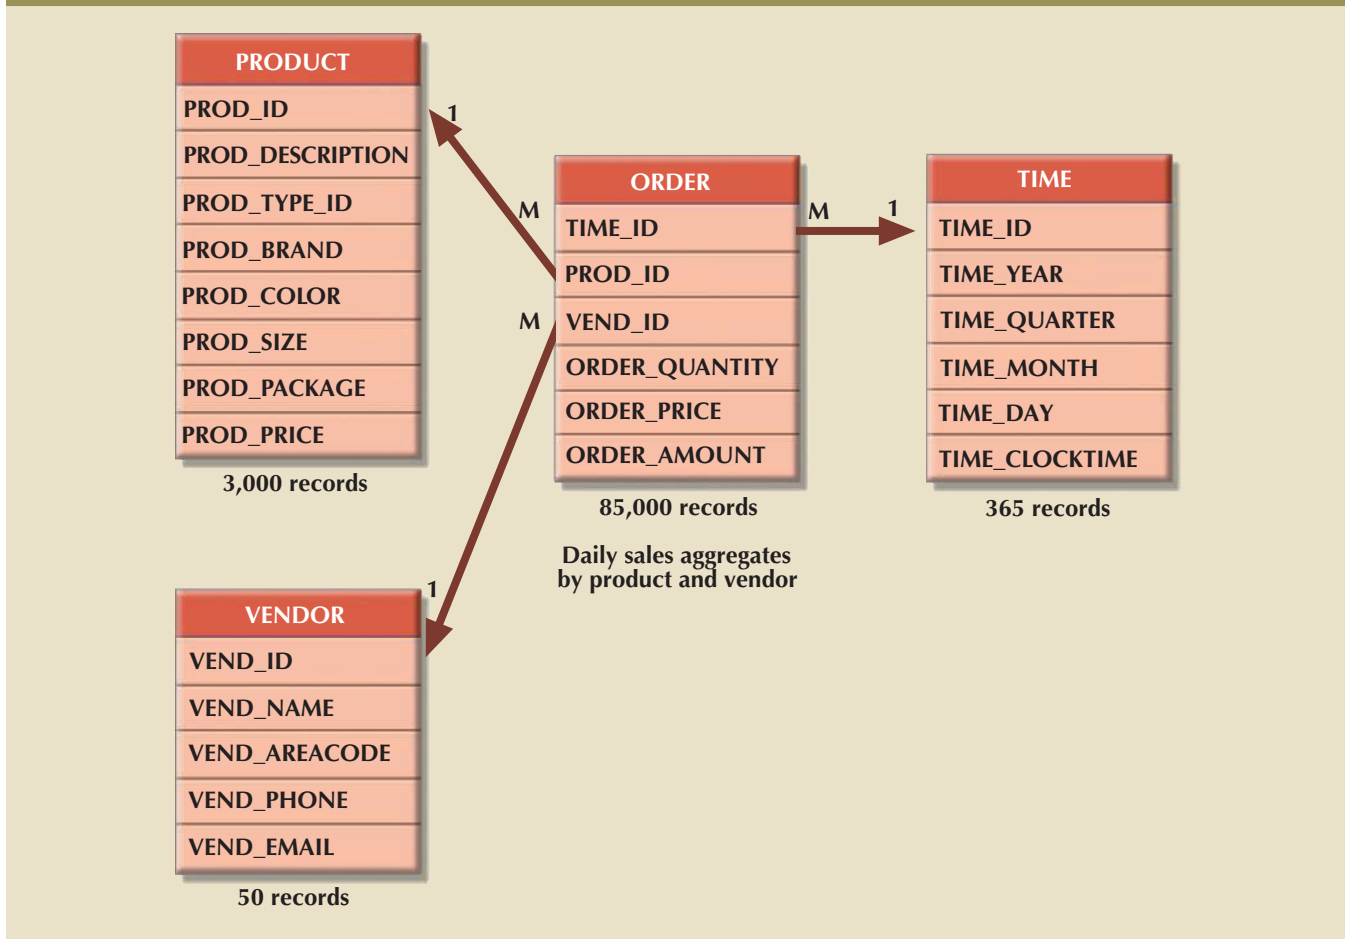 PRODUCT
PROD_ID
PROD_DESCRIPTION
PROD_TYPE_ID
PROD_BRAND
PROD_COLOR
PROD_SIZE
PROD_PACKAGE
PROD_PRICE
3,000 records
1
M
M
1
ORDER
TIME_ID
PROD_ID
VEND_ID
ORDER_QUANTITY
ORDER_PRICE
ORDER_AMOUNT
85,000 records
Daily sales aggregates
by product and vendor
M
1
TIME
TIME_ID
TIME_YEAR
TIME_QUARTER
TIME_MONTH
TIME_DAY
TIME_CLOCKTIME
365 records
VENDOR
VEND_ID
VEND_NAME
VEND_AREACODE
VEND_PHONE
VEND_EMAIL
50 records